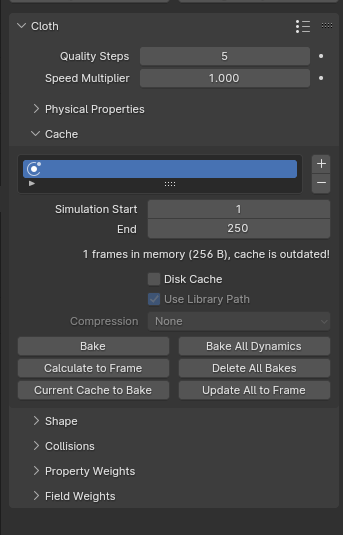 Cloth
Quality Steps 5
Speed Multiplier 1.000
Physical Properties
Cache
Simulation Start 1
End 250
1 frames in memory (256 B), cache is outdated!
Disk Cache
Use Library Path
Compression None
Bake Bake All Dynamics
Calculate to Frame Delete All Bakes
Current Cache to Bake Update All to Frame
Shape
Collisions
Property Weights
Field Weights